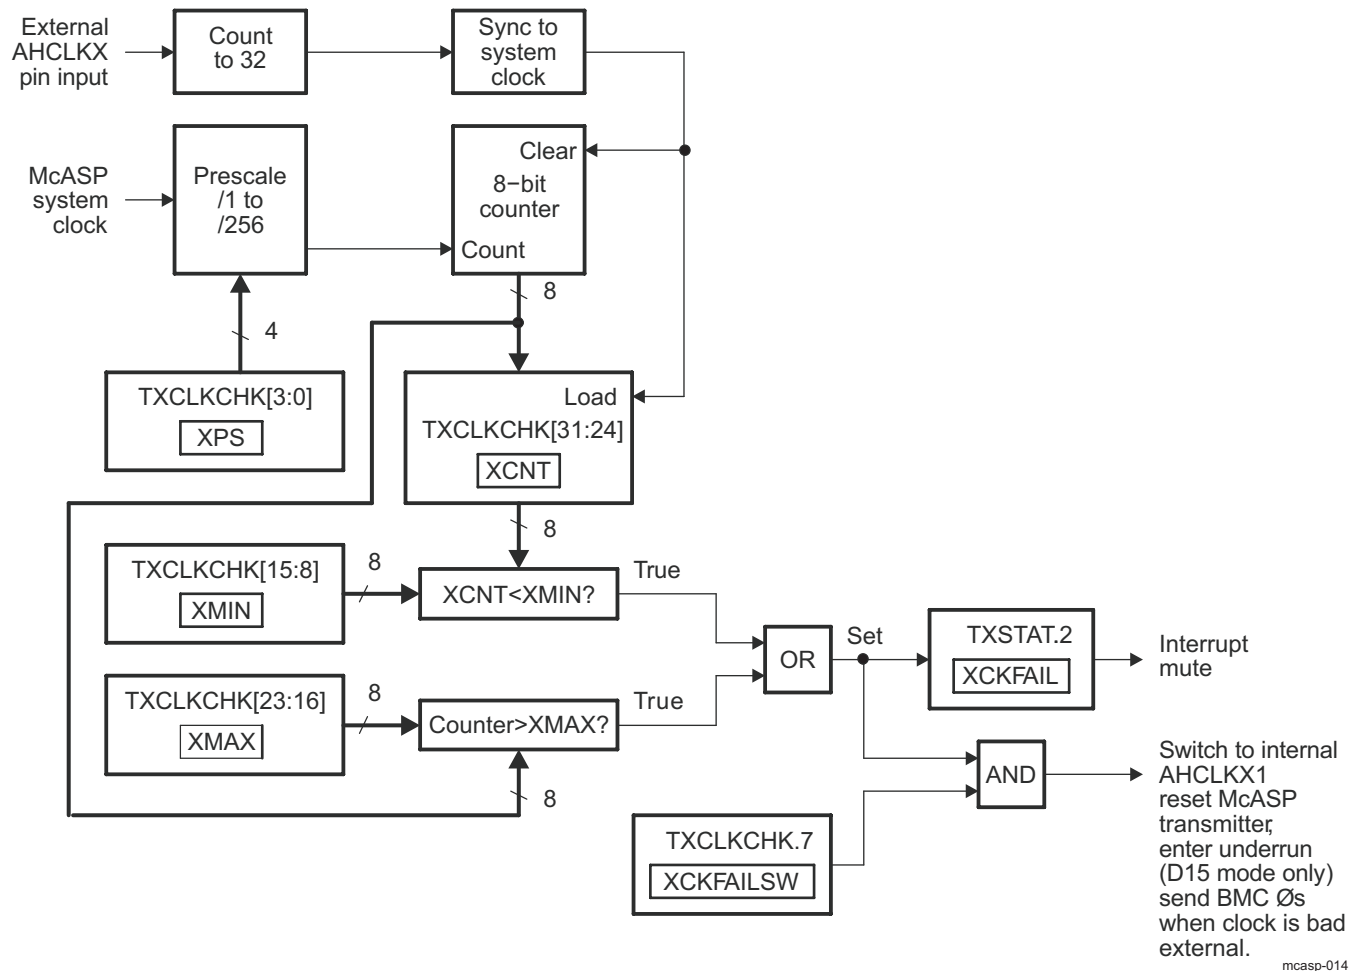 External
AHCLKX
pin input
Count
to 32
Sync to
system
clock
McASP
system
clock
Prescale
/1 to
/256
Clear
8−bit
counter
Count
8
4
TXCLKCHK[3:0]
XPS
Load
TXCLKCHK[31:24]
XCNT
8
TXCLKCHK[15:8]
XMIN
8
XCNT<XMIN?
True
TXCLKCHK[23:16]
XMAX
8
Counter>XMAX?
True
8
OR
Set
TXSTAT.2
XCKFAIL
Interrupt
mute
AND
TXCLKCHK.7
XCKFAILSW
Switch to internal
AHCLKX1
reset McASP
transmitter,
enter underrun
(D15 mode only)
send BMC Øs
when clock is bad
external.
mcasp-014